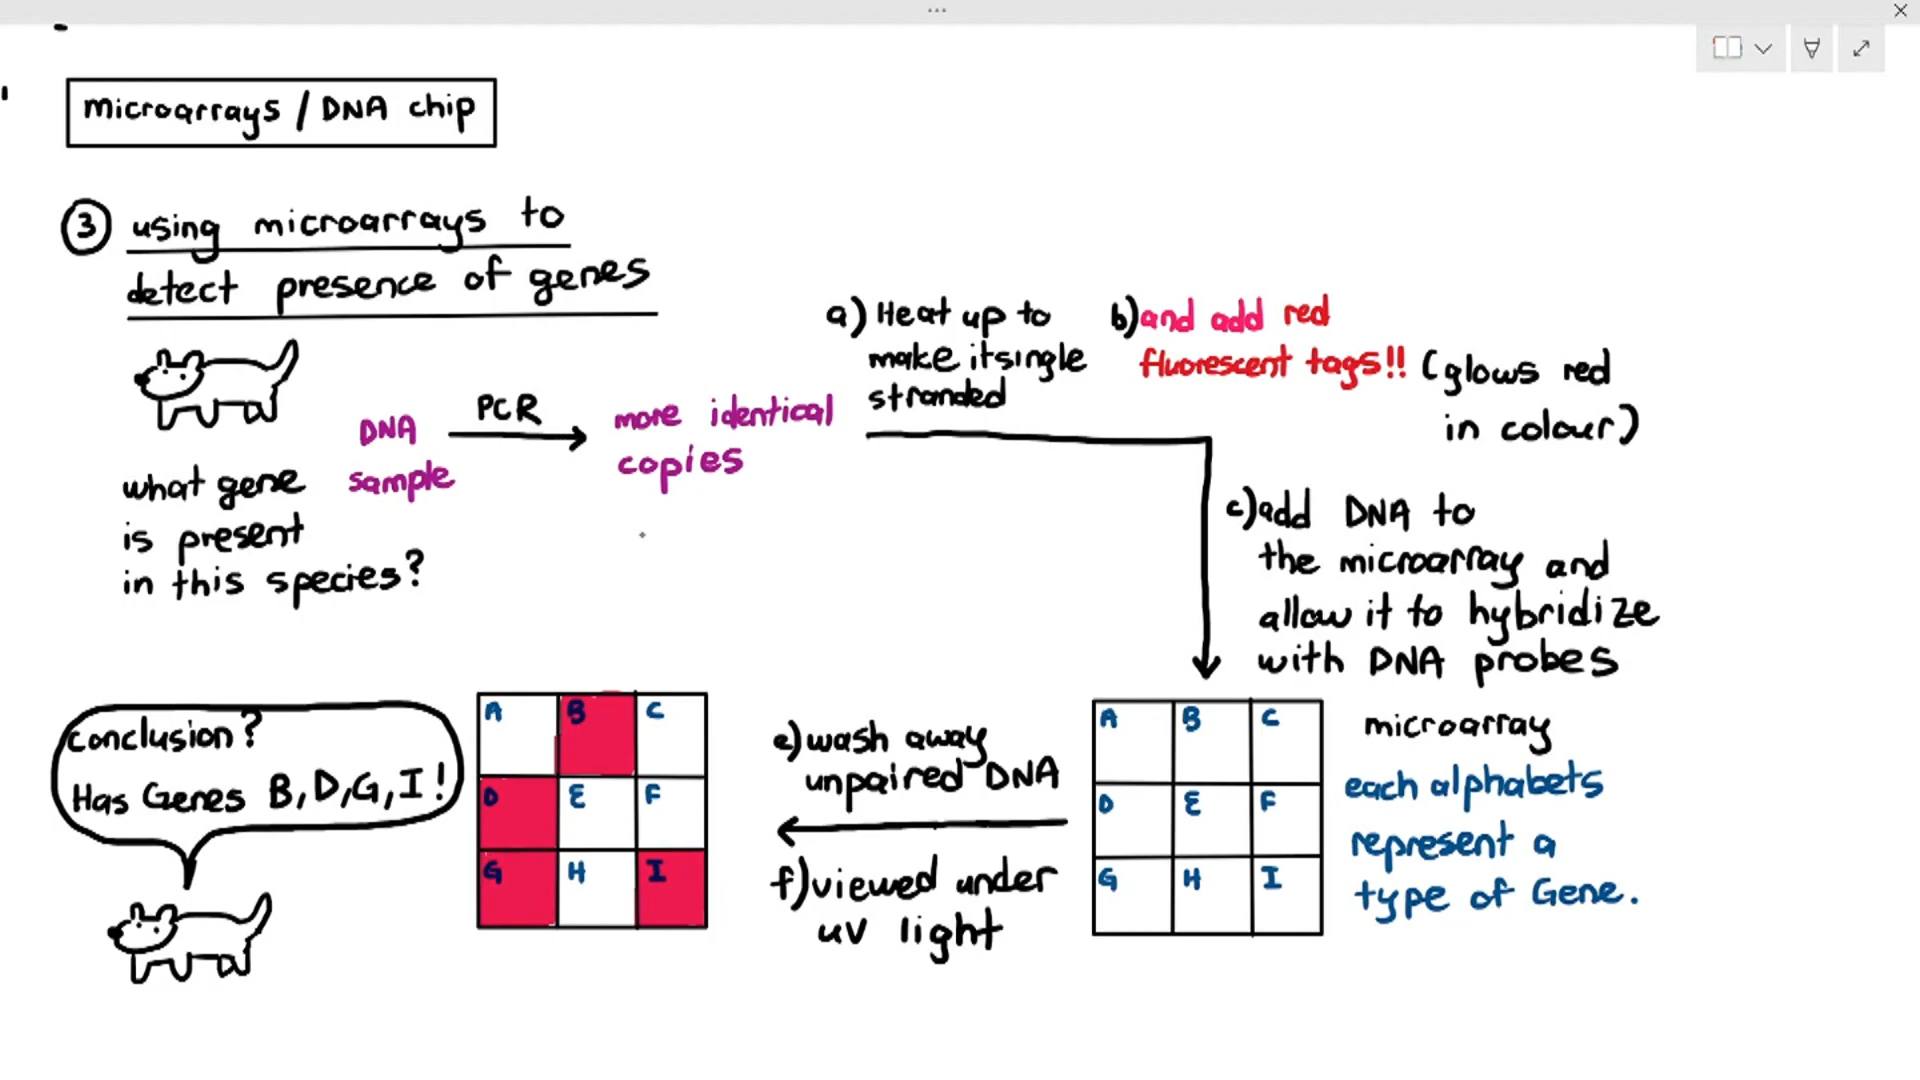 microarrays / DNA chip
3 using microarrays to
detect presence of genes
what gene
is present
in this species?
DNA
sample
PCR
more identical
copies
a) Heat up to
make it single
stranded
b) and add red
fluorescent tags!! (glows red
in colour)
c) add DNA to
the microarray and
allow it to hybridize
with DNA probes
microarray
each alphabets
represent a
type of Gene.
A B C
D E F
G H I
e) wash away
unpaired DNA
f) viewed under
uv light
A B C
D E F
G H I
Conclusion?
Has Genes B, D, G, I!